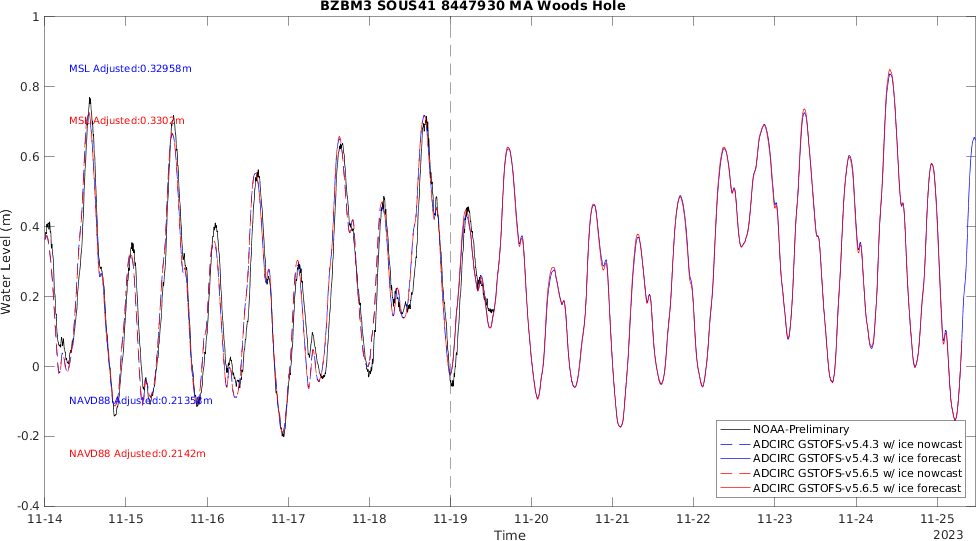 BZBM3 SOUS41 8447930 MA Woods Hole
1
0.8
0.6
0.4
0.2
0
-0.2
-0.4
Water Level (m)
MSL Adjusted:0.32958m
MSL Adjusted:0.3302m
NAVD88 Adjusted:0.21358m
NAVD88 Adjusted:0.2142m
NOAA-Preliminary
ADCIRC GSTOFS-v5.4.3 w/ ice nowcast
ADCIRC GSTOFS-v5.4.3 w/ ice forecast
ADCIRC GSTOFS-v5.6.5 w/ ice nowcast
ADCIRC GSTOFS-v5.6.5 w/ ice forecast
11-14 11-15 11-16 11-17 11-18 11-19 11-20 11-21 11-22 11-23 11-24 11-25
Time
2023